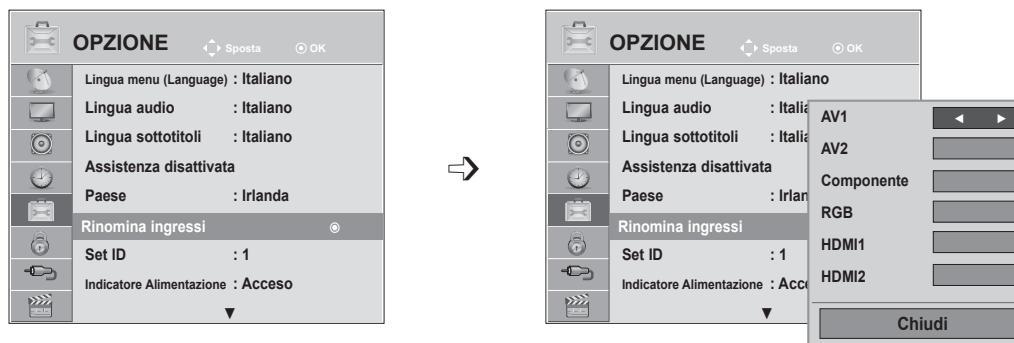 OPZIONE Sposta OK
Lingua menu (Language) : Italiano
Lingua audio : Italiano
Lingua sottotitoli : Italiano
Assistenza disattivata
Paese : Irlanda
Rinomina ingressi
Set ID : 1
Indicatore Alimentazione : Acceso
OPZIONE Sposta OK
Lingua menu (Language) : Italiano
Lingua audio : Italia
Lingua sottotitoli : Italia
Assistenza disattivata
Paese : Irlan
Rinomina ingressi
Set ID : 1
Indicatore Alimentazione : Acce
AV1
AV2
Componente
RGB
HDMI1
HDMI2
Chiudi